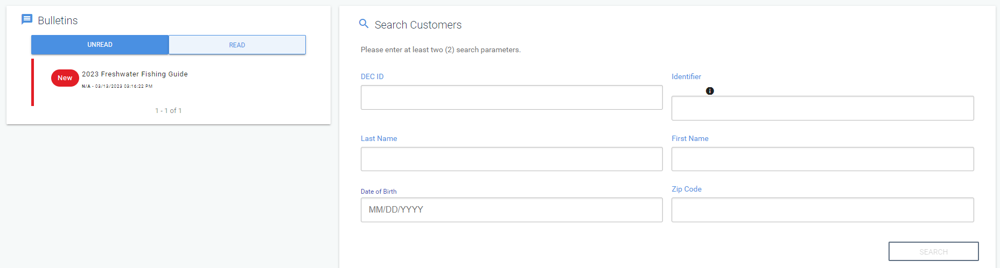 Bulletins
UNREAD
READ
New
2023 Freshwater Fishing Guide
N/A - 03/13/2023 03:16:22 PM
1 - 1 of 1
Search Customers
Please enter at least two (2) search parameters.
DEC ID
Identifier
Last Name
First Name
Date of Birth
MM/DD/YYYY
Zip Code
SEARCH